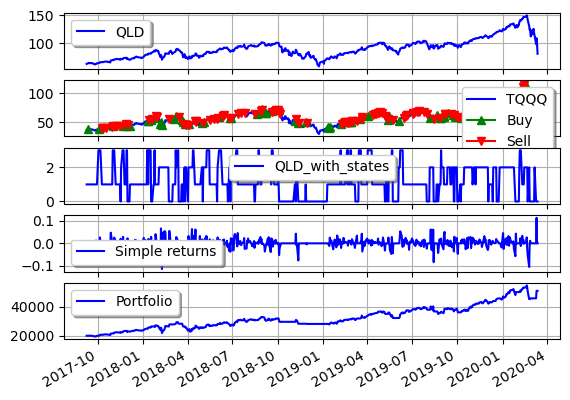 150
100
QLD
100
50
TQQQ
Buy
Sell
2
0
QLD_with_states
0.1
0.0
−0.1
Simple returns
40000
20000
Portfolio
2017-10 2018-01 2018-04 2018-07 2018-10 2019-01 2019-04 2019-07 2019-10 2020-01 2020-04